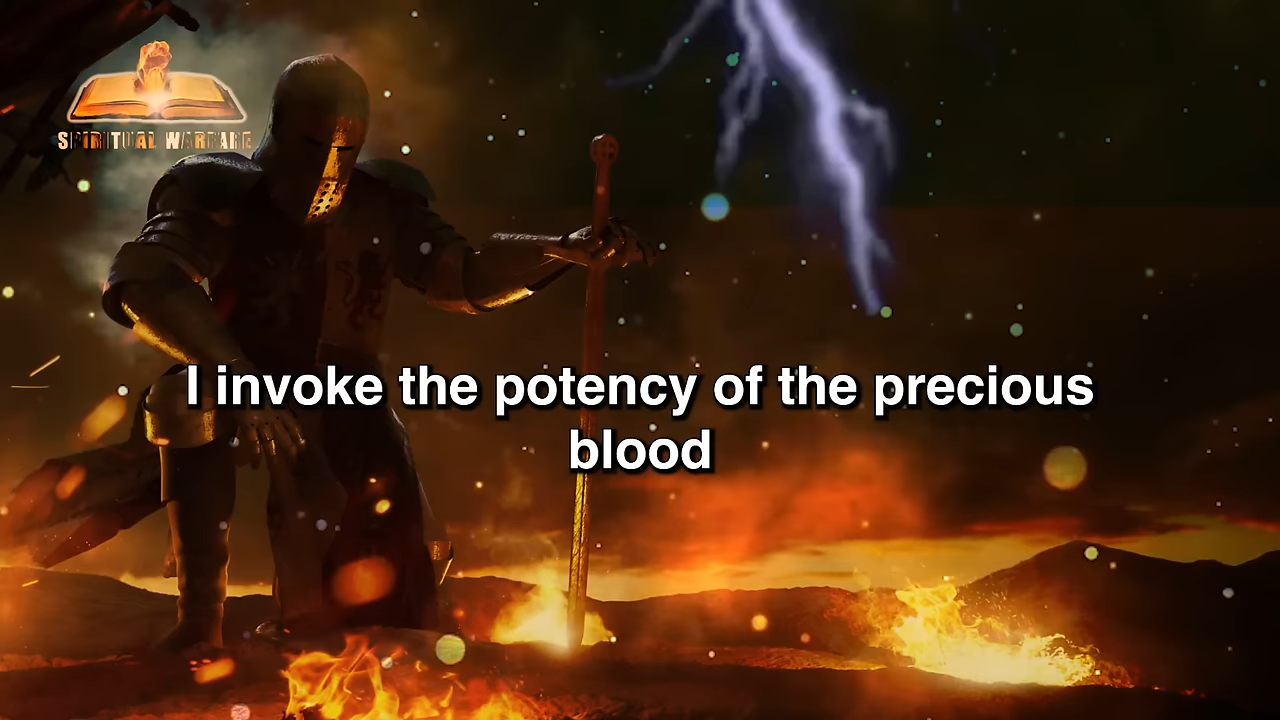 SPIRITUAL WARFARE
I invoke the potency of the precious
blood